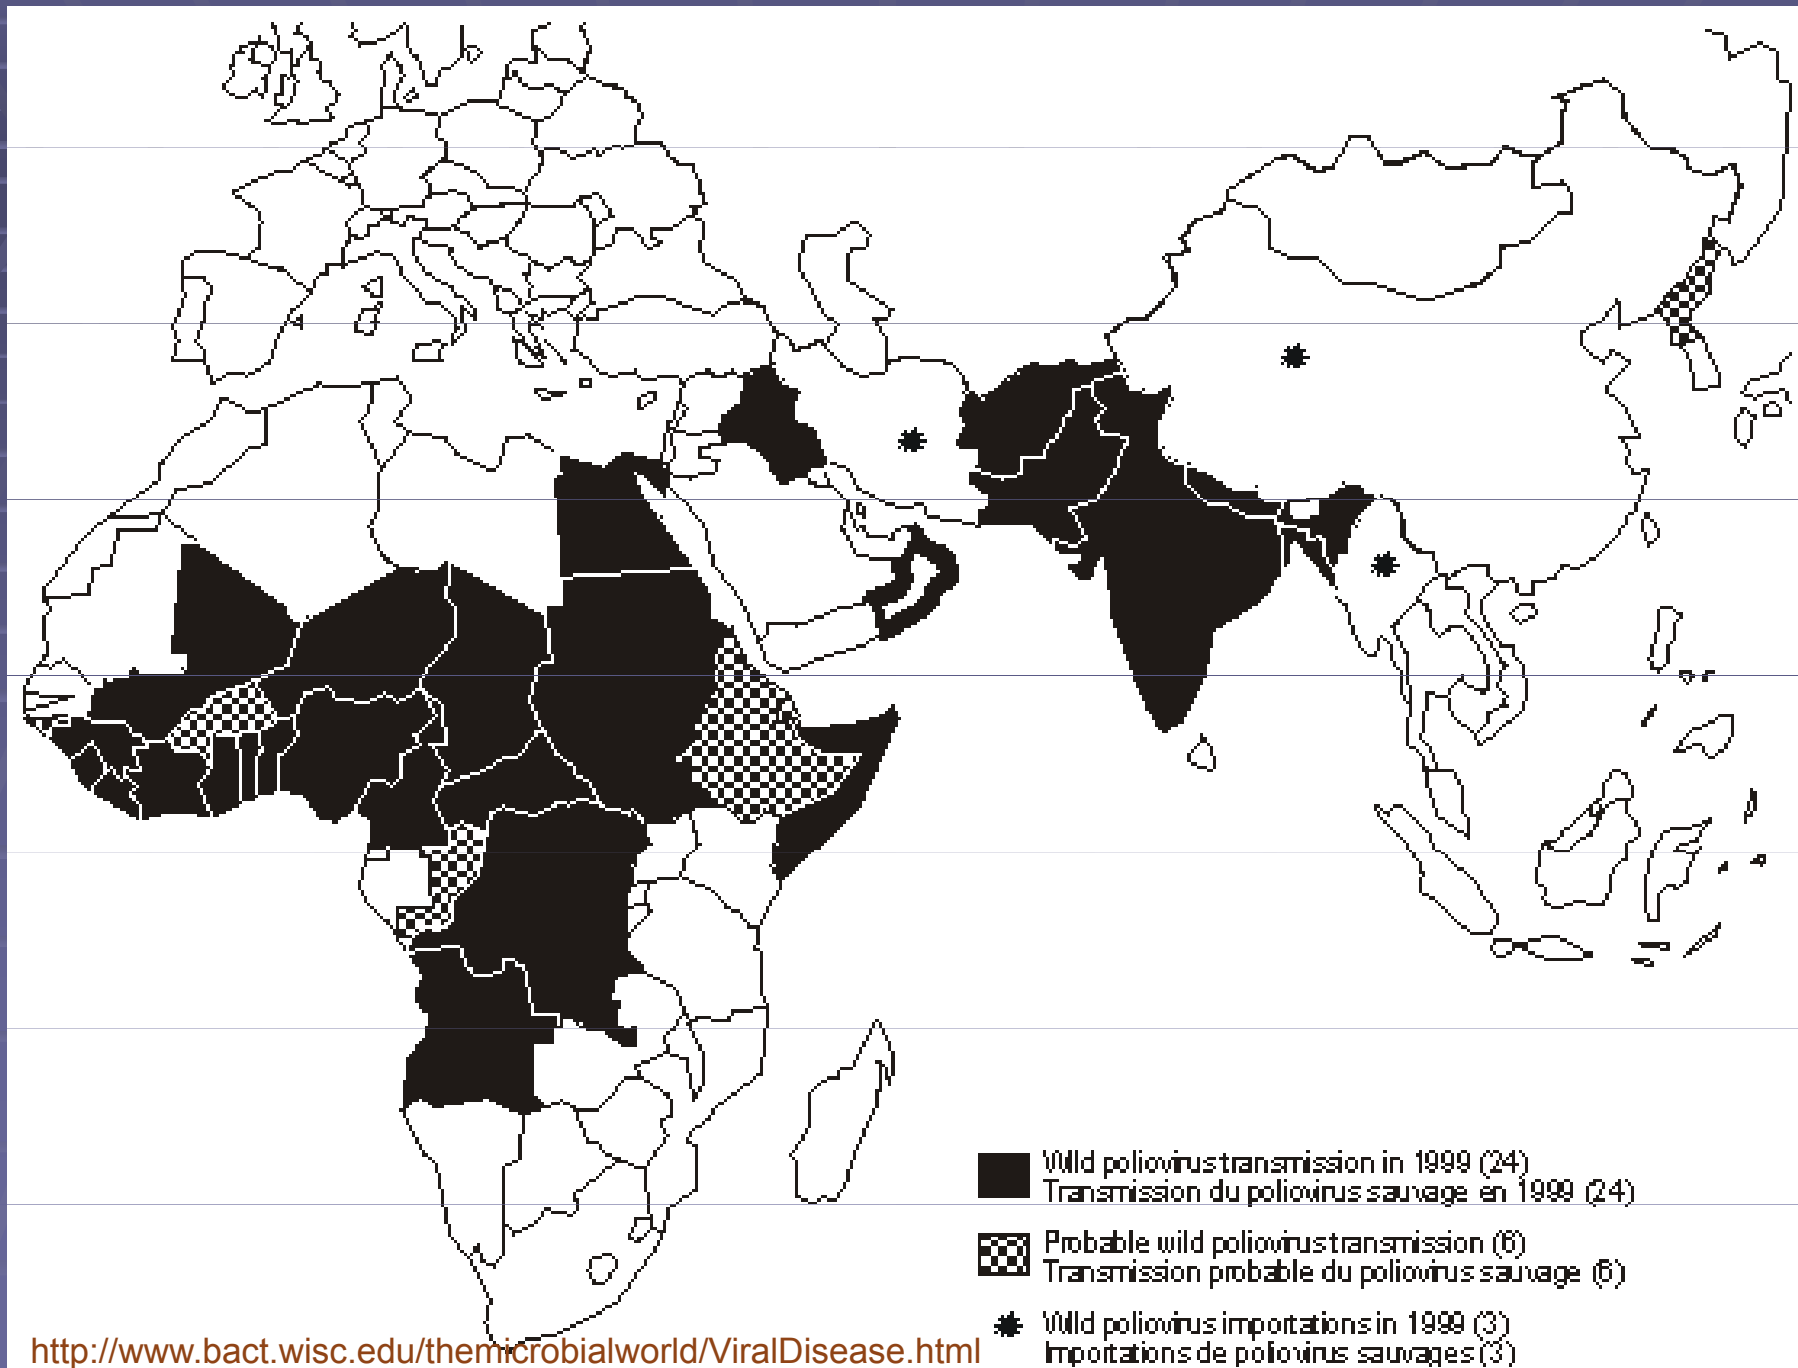 Wild poliovirus transmission in 1999 (24)
Transmission du poliovirus sauvage en 1999 (24)
Probable wild poliovirus transmission (6)
Transmission probable du poliovirus sauvage (6)
Wild poliovirus importations in 1999 (3)
Importations de poliovirus sauvages (3)
http://www.bact.wisc.edu/themicrobialworld/ViralDisease.html